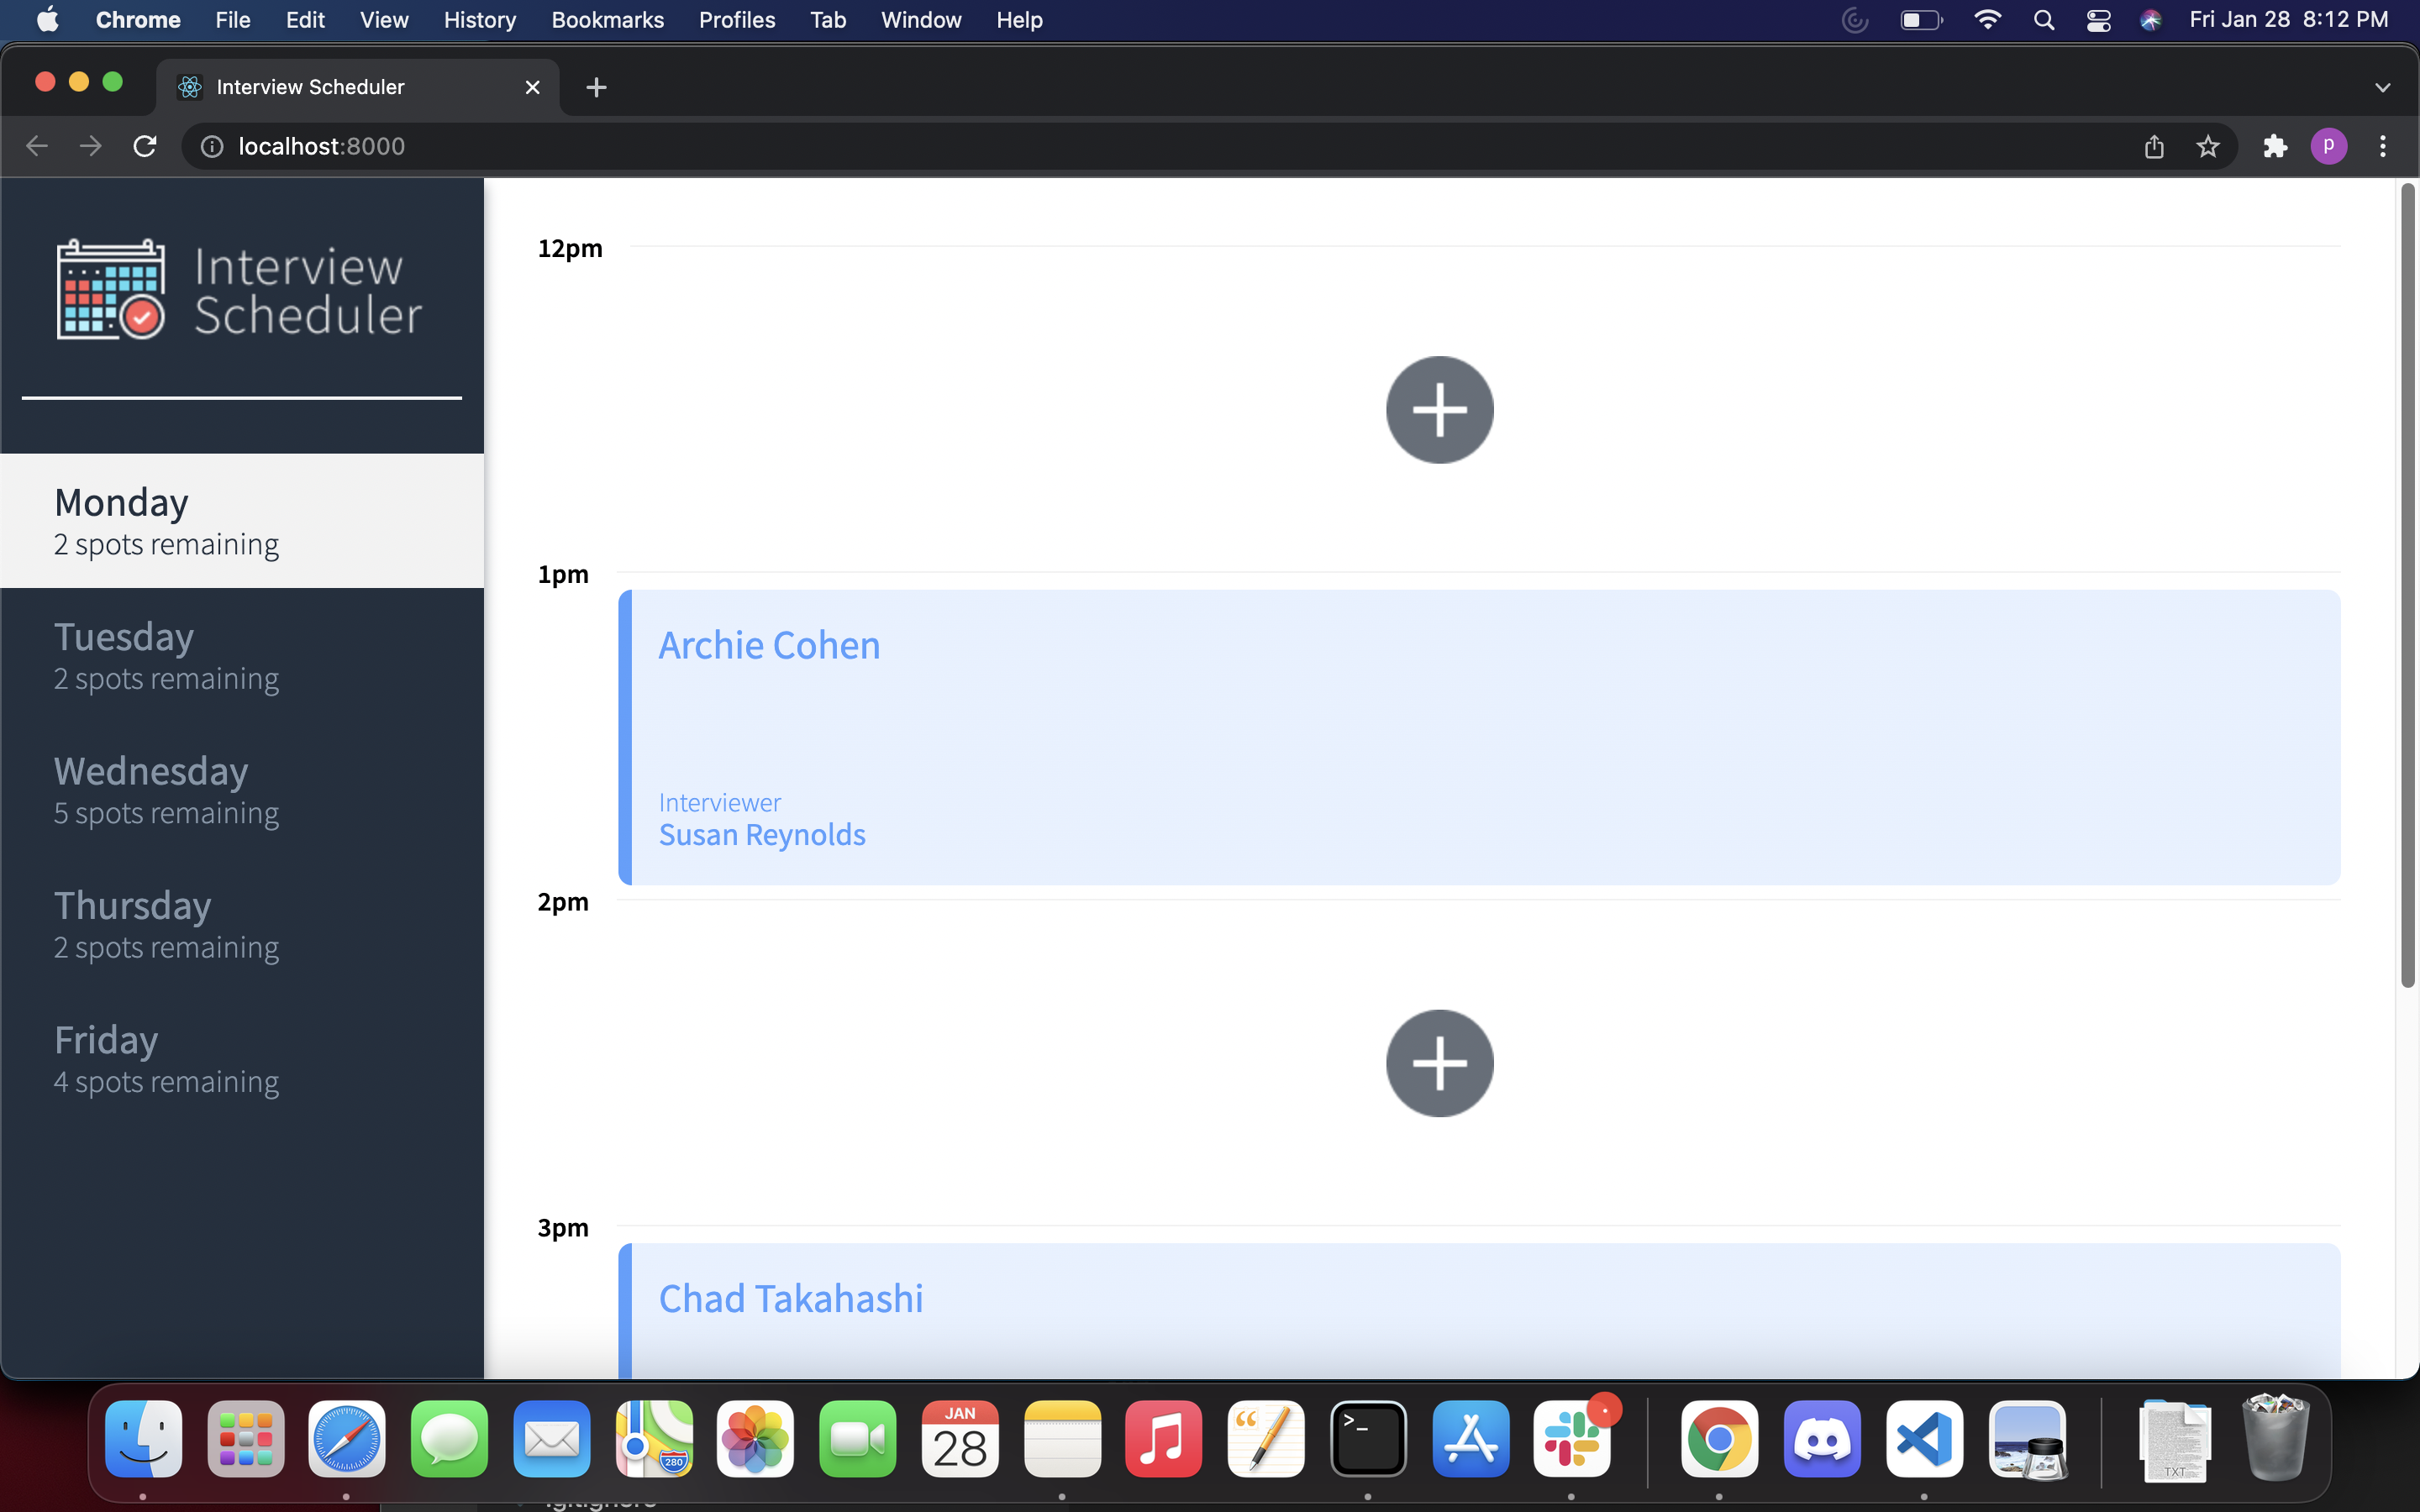 Chrome File Edit View History Bookmarks Profiles Tab Window Help Fri Jan 28 8:12 PM
Interview Scheduler
localhost:8000
p
Interview
Scheduler
Monday
2 spots remaining
Tuesday
2 spots remaining
Wednesday
5 spots remaining
Thursday
2 spots remaining
Friday
4 spots remaining
12pm
1pm
Archie Cohen
Interviewer
Susan Reynolds
2pm
3pm
Chad Takahashi
280
JAN
28
>_
TXT